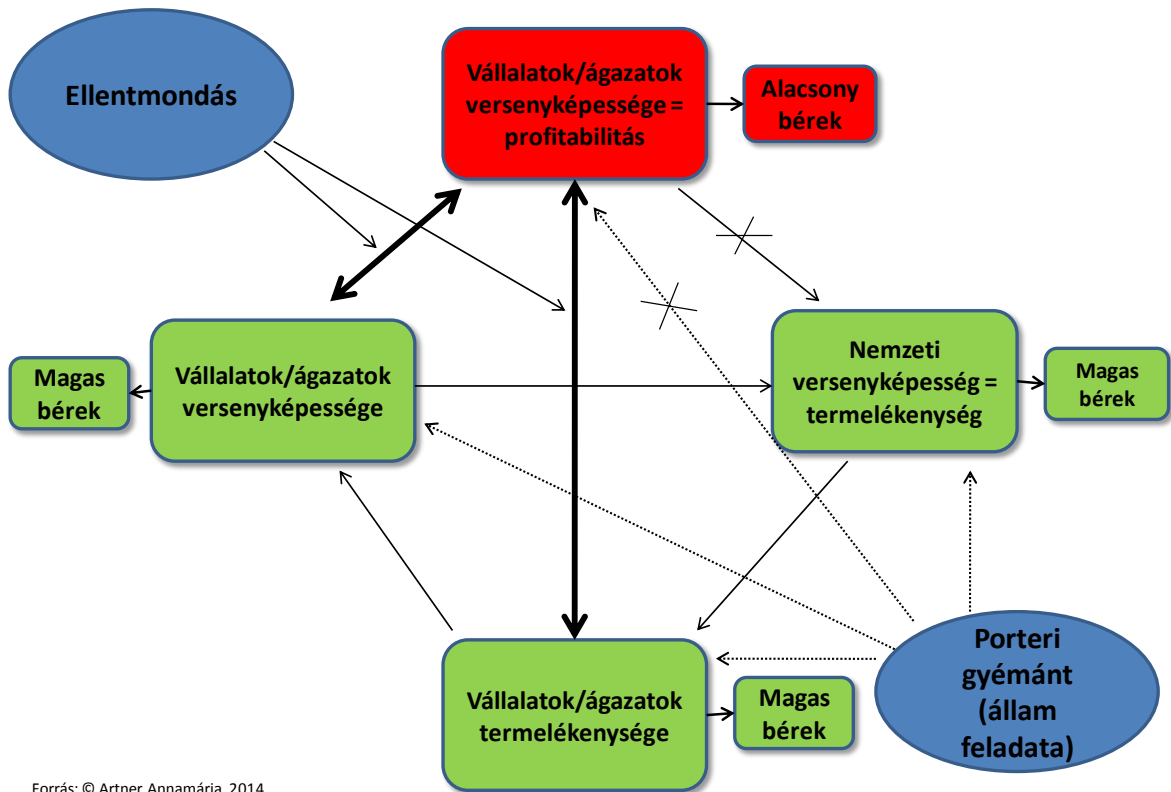 Ellentmondás
Vállalatok/ágazatok
versenyképessége =
profitabilitás
Alacsony
bérek
Magas
bérek
Vállalatok/ágazatok
versenyképessége
Nemzeti
versenyképesség =
termelékenység
Magas
bérek
Vállalatok/ágazatok
termelékenysége
Magas
bérek
Porteri
gyémánt
(állam
feladata)
Forrás: © Artner Annamária, 2014